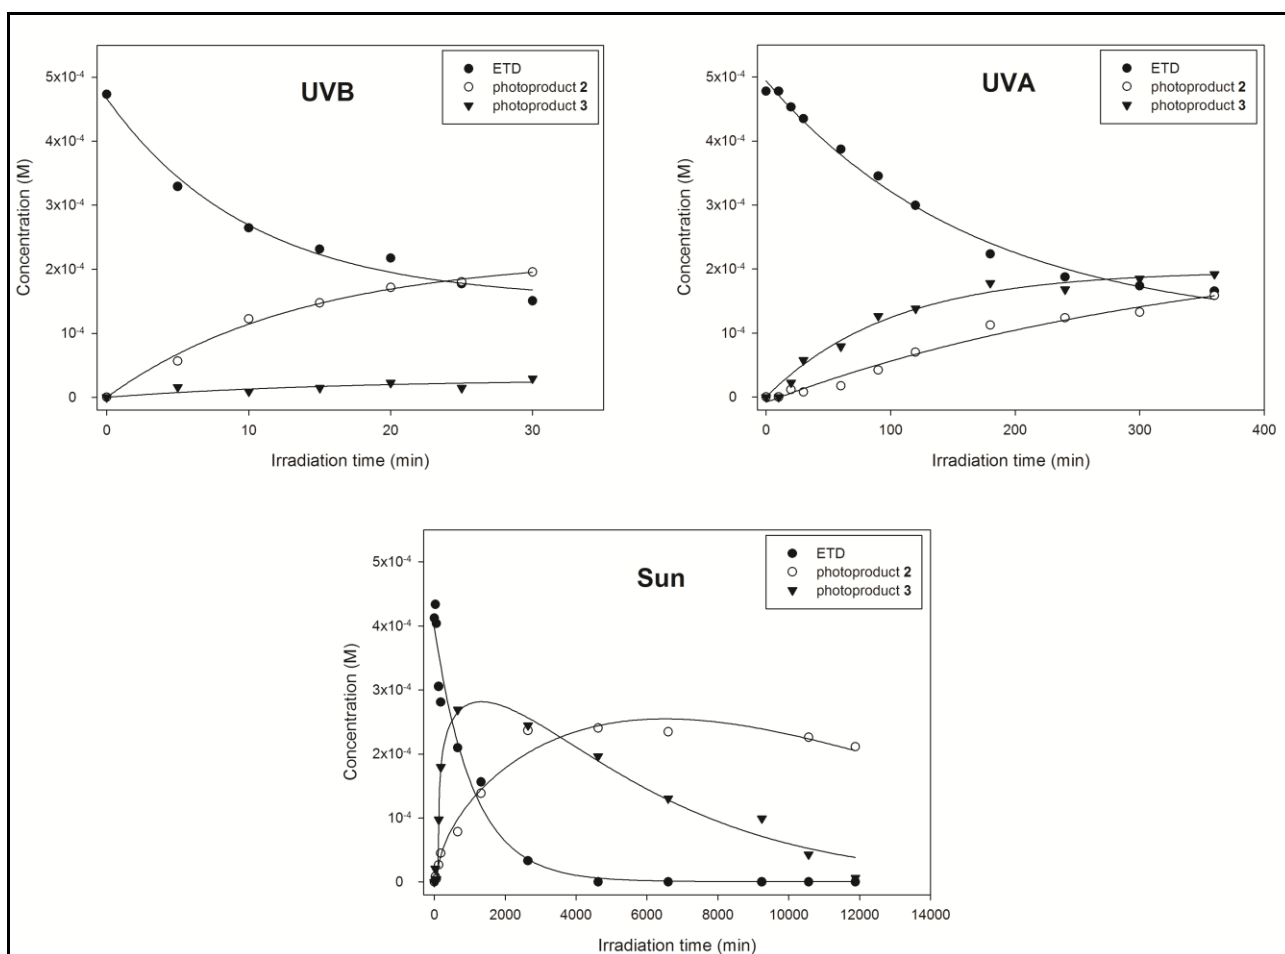 UVB
ETD
photoproduct 2
photoproduct 3
5x10⁻⁴
4x10⁻⁴
3x10⁻⁴
2x10⁻⁴
10⁻⁴
0
Concentration (M)
0 10 20 30
Irradiation time (min)
UVA
ETD
photoproduct 2
photoproduct 3
5x10⁻⁴
4x10⁻⁴
3x10⁻⁴
2x10⁻⁴
10⁻⁴
0
Concentration (M)
0 100 200 300 400
Irradiation time (min)
Sun
ETD
photoproduct 2
photoproduct 3
5x10⁻⁴
4x10⁻⁴
3x10⁻⁴
2x10⁻⁴
10⁻⁴
0
Concentration (M)
0 2000 4000 6000 8000 10000 12000 14000
Irradiation time (min)